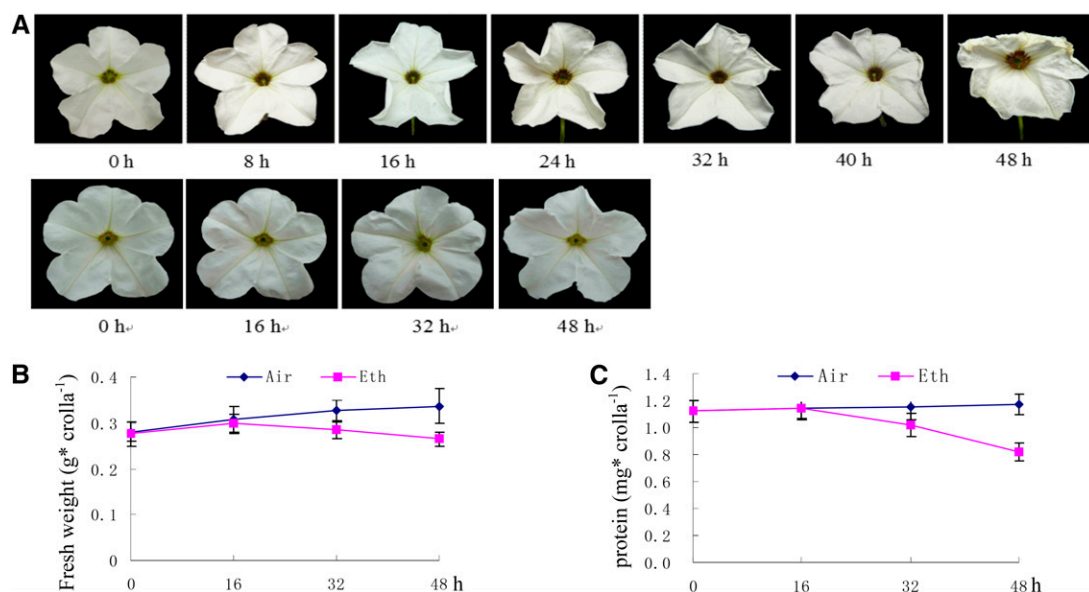 A
0 h 8 h 16 h 24 h 32 h 40 h 48 h
0 h↵ 16 h↵ 32 h↵ 48 h↵
B
Air Eth
Fresh weight (g* crolla⁻¹)
0.4
0.3
0.2
0.1
0
0 16 32 48 h
C
Air Eth
protein (mg* crolla⁻¹)
1.4
1.2
1.0
0.8
0.6
0.4
0.2
0.0
0 16 32 48 h